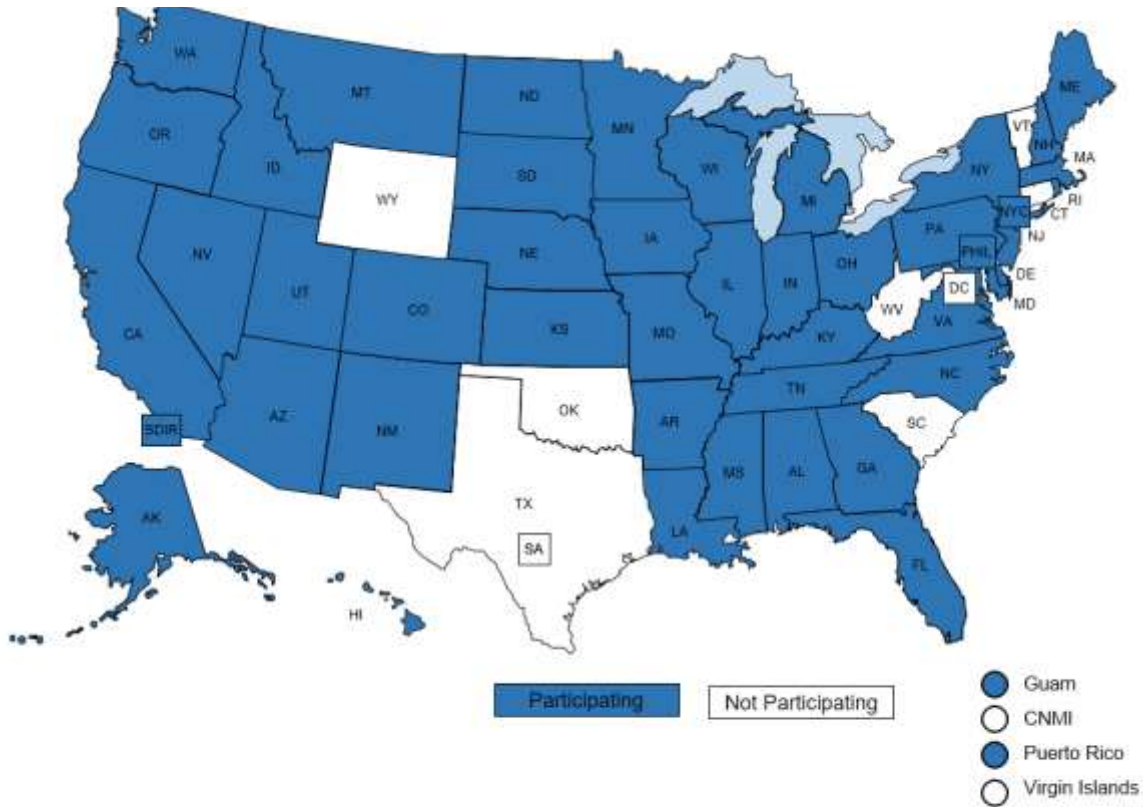 WA
MT
ND
MN
ME
VT
NH
OR
ID
SD
WI
MI
NY
MA
WY
RI
NYC
CT
IA
PA
NJ
NE
PHIL
NV
OH
DE
UT
IL
IN
DC
MD
CO
WV
CA
KS
MO
KY
VA
NC
TN
OK
AZ
NM
AR
SC
SDIR
MS
AL
GA
TX
AK
LA
SA
FL
HI
Participating
Not Participating
Guam
CNMI
Puerto Rico
Virgin Islands